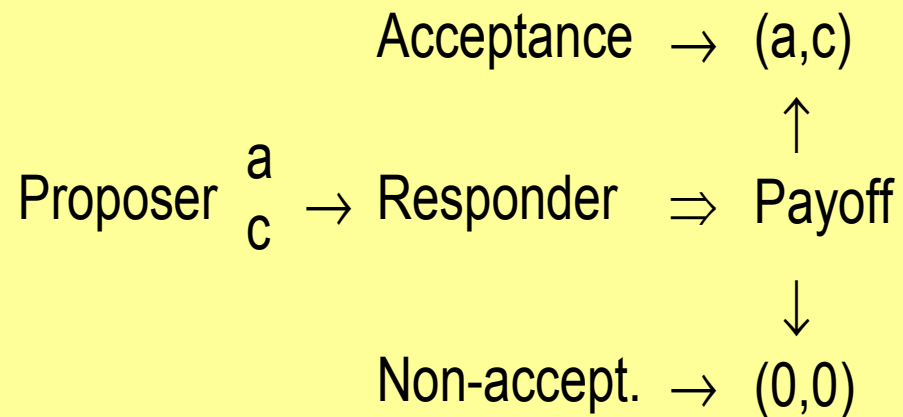 Acceptance → (a,c)
↑
Proposer a c → Responder ⇒ Payoff
↓
Non-accept. → (0,0)